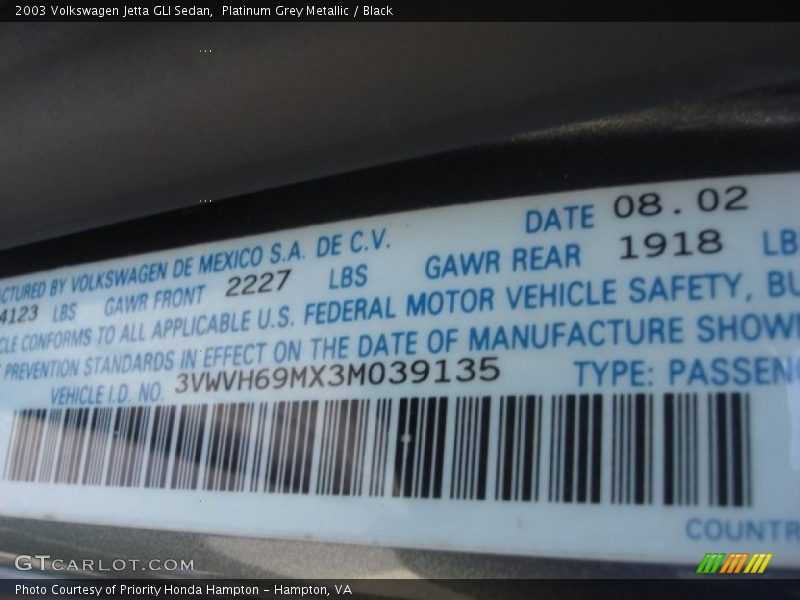 2003 Volkswagen Jetta GLI Sedan,  Platinum Grey Metallic / Black
DATE 08.02
BY VOLKSWAGEN DE MEXICO S.A. DE C.V.
4123 LBS GAWR FRONT 2227 LBS GAWR REAR 1918 LB
CONFORMS TO ALL APPLICABLE U.S. FEDERAL MOTOR VEHICLE SAFETY, BU
PREVENTION STANDARDS IN EFFECT ON THE DATE OF MANUFACTURE SHOW
VEHICLE I.D. NO. 3VWVH69MX3M039135 TYPE: PASSEN
COUNTR
GTCARLOT.COM
Photo Courtesy of Priority Honda Hampton – Hampton, VA